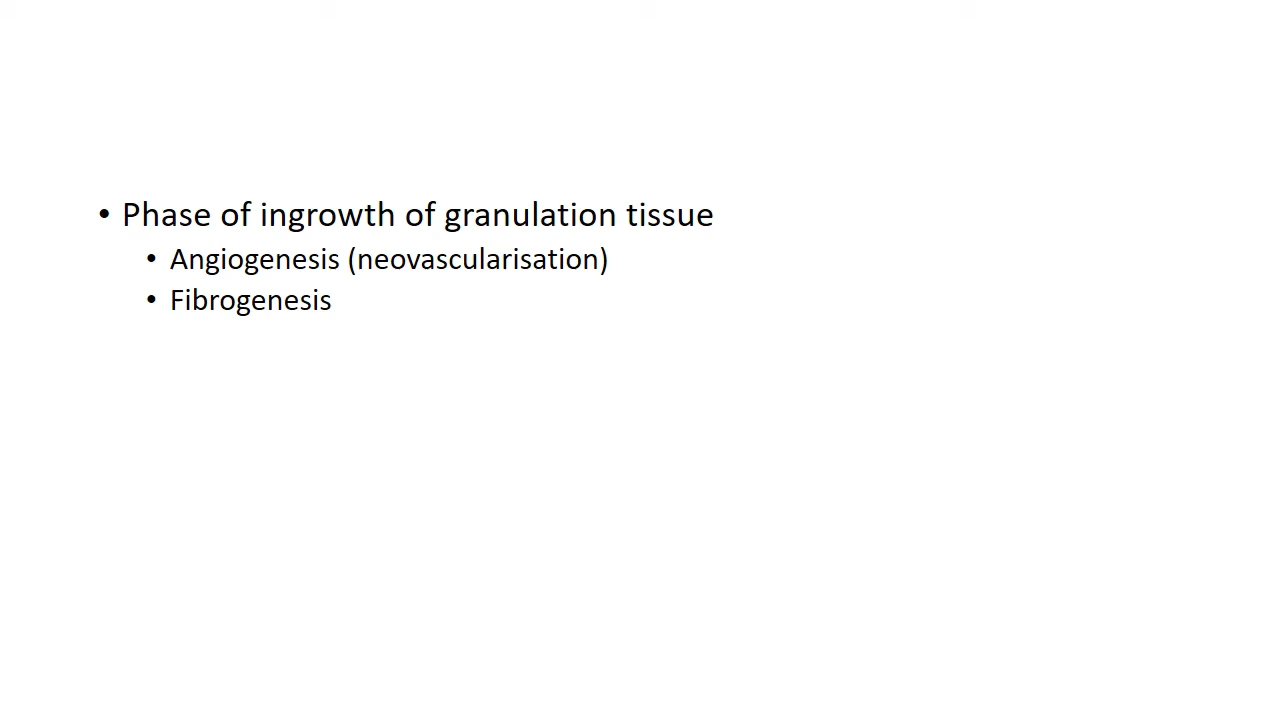 • Phase of ingrowth of granulation tissue
• Angiogenesis (neovascularisation)
• Fibrogenesis